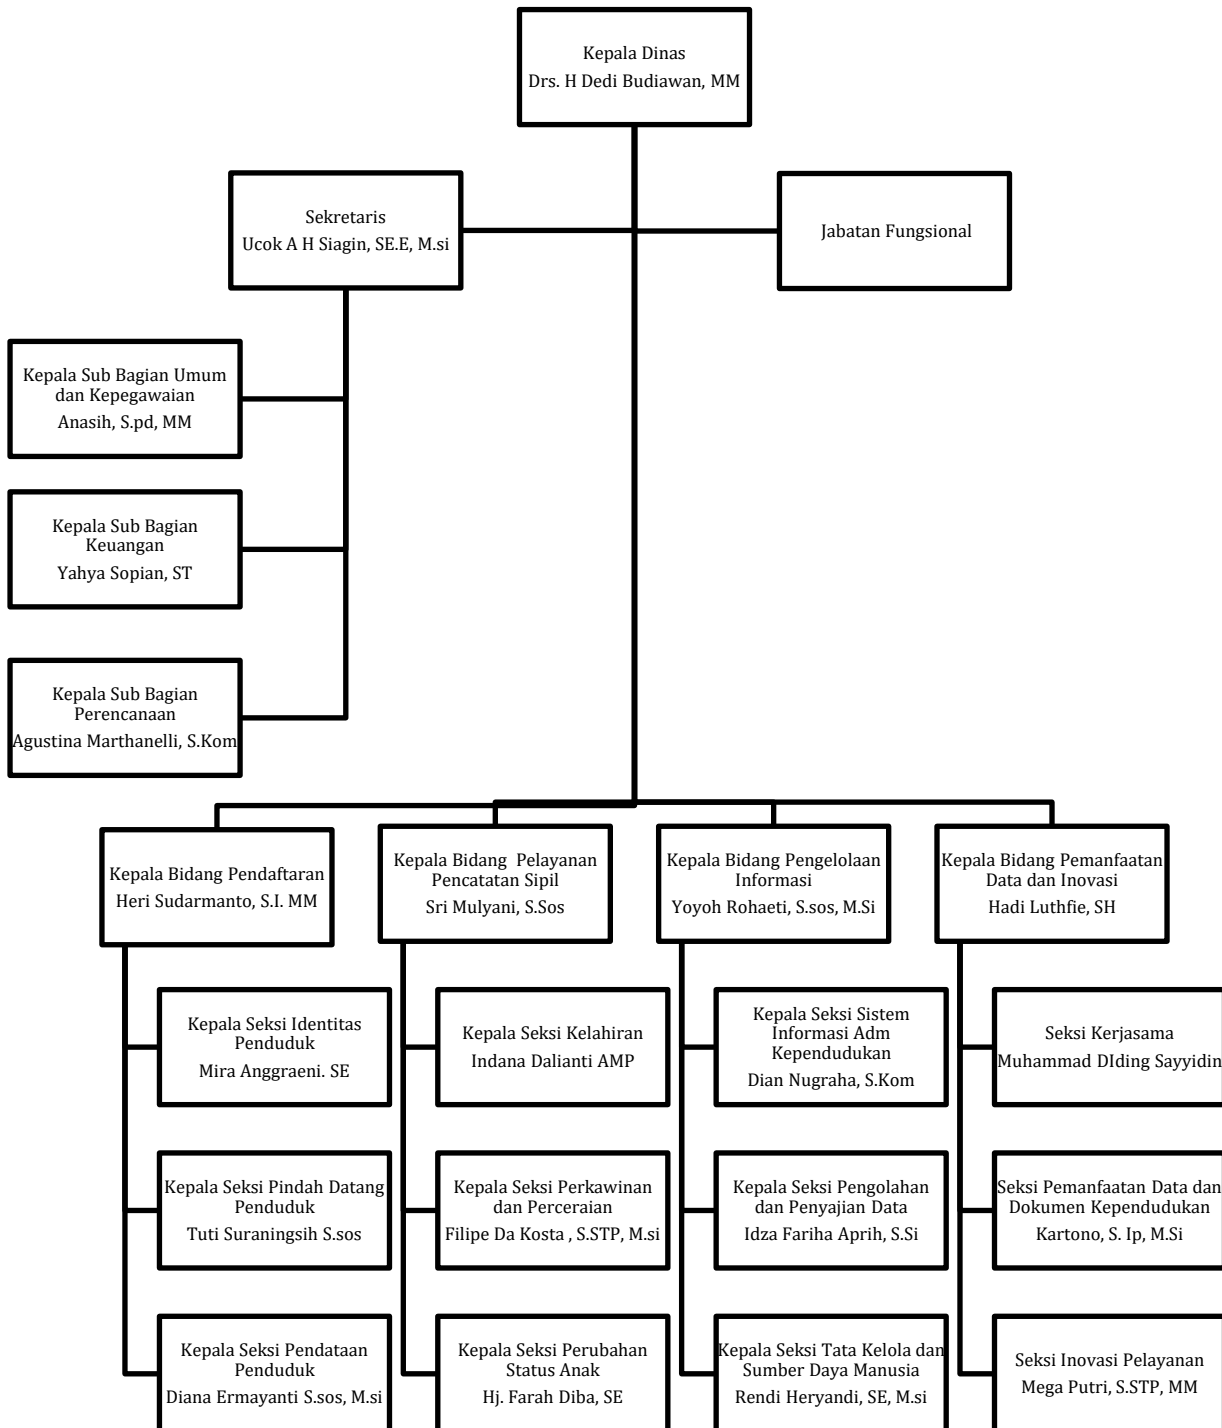 Kepala Dinas
Drs. H Dedi Budiawan, MM
Sekretaris
Ucok A H Siagin, SE.E, M.si
Jabatan Fungsional
Kepala Sub Bagian Umum
dan Kepegawaian
Anasih, S.pd, MM
Kepala Sub Bagian
Keuangan
Yahya Sopian, ST
Kepala Sub Bagian
Perencanaan
Agustina Marthanelli, S.Kom
Kepala Bidang Pendaftaran
Heri Sudarmanto, S.I. MM
Kepala Bidang  Pelayanan
Pencatatan Sipil
Sri Mulyani, S.Sos
Kepala Bidang Pengelolaan
Informasi
Yoyoh Rohaeti, S.sos, M.Si
Kepala Bidang Pemanfaatan
Data dan Inovasi
Hadi Luthfie, SH
Kepala Seksi Identitas
Penduduk
Mira Anggraeni. SE
Kepala Seksi Kelahiran
Indana Dalianti AMP
Kepala Seksi Sistem
Informasi Adm
Kependudukan
Dian Nugraha, S.Kom
Seksi Kerjasama
Muhammad DIding Sayyidin
Kepala Seksi Pindah Datang
Penduduk
Tuti Suraningsih S.sos
Kepala Seksi Perkawinan
dan Perceraian
Filipe Da Kosta , S.STP, M.si
Kepala Seksi Pengolahan
dan Penyajian Data
Idza Fariha Aprih, S.Si
Seksi Pemanfaatan Data dan
Dokumen Kependudukan
Kartono, S. Ip, M.Si
Kepala Seksi Pendataan
Penduduk
Diana Ermayanti S.sos, M.si
Kepala Seksi Perubahan
Status Anak
Hj. Farah Diba, SE
Kepala Seksi Tata Kelola dan
Sumber Daya Manusia
Rendi Heryandi, SE, M.si
Seksi Inovasi Pelayanan
Mega Putri, S.STP, MM